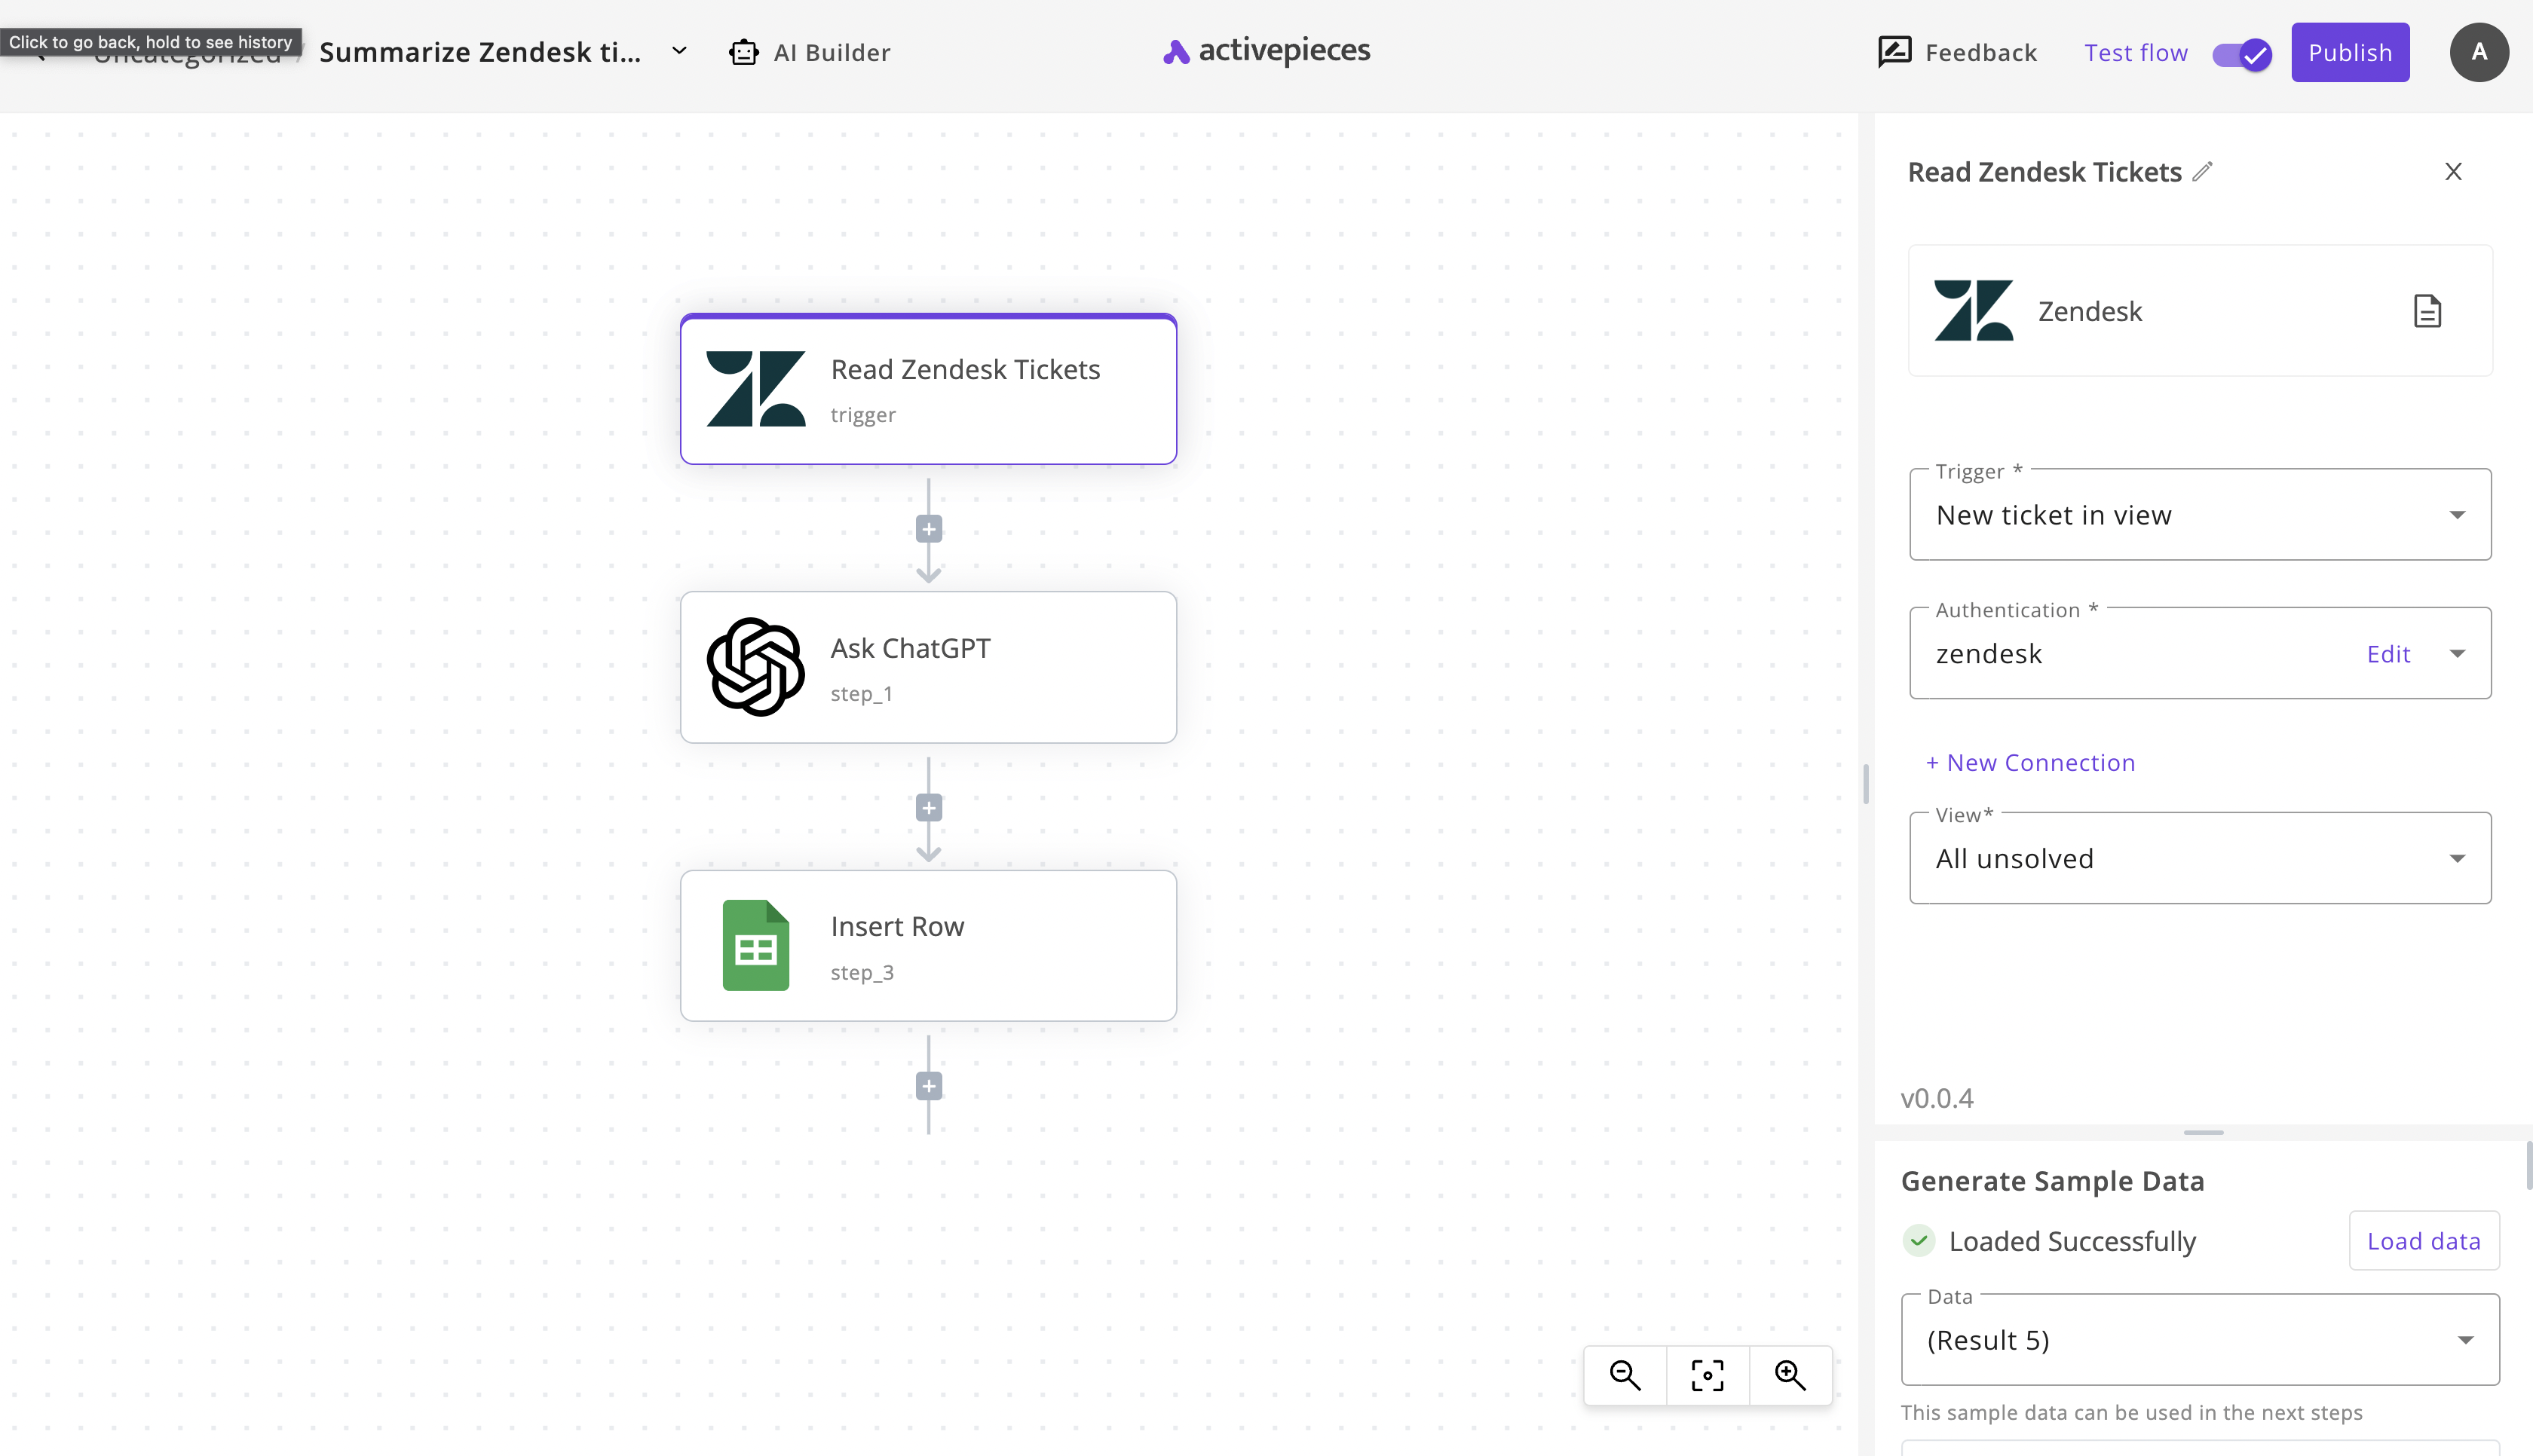 Click to go back, hold to see history
Uncategorized / Summarize Zendesk ti...
AI Builder
activepieces
Feedback
Test flow
Publish
A
Read Zendesk Tickets
trigger
Ask ChatGPT
step_1
Insert Row
step_3
Read Zendesk Tickets
Zendesk
Trigger *
New ticket in view
Authentication *
zendesk
Edit
+ New Connection
View*
All unsolved
v0.0.4
Generate Sample Data
Loaded Successfully
Load data
Data
(Result 5)
This sample data can be used in the next steps